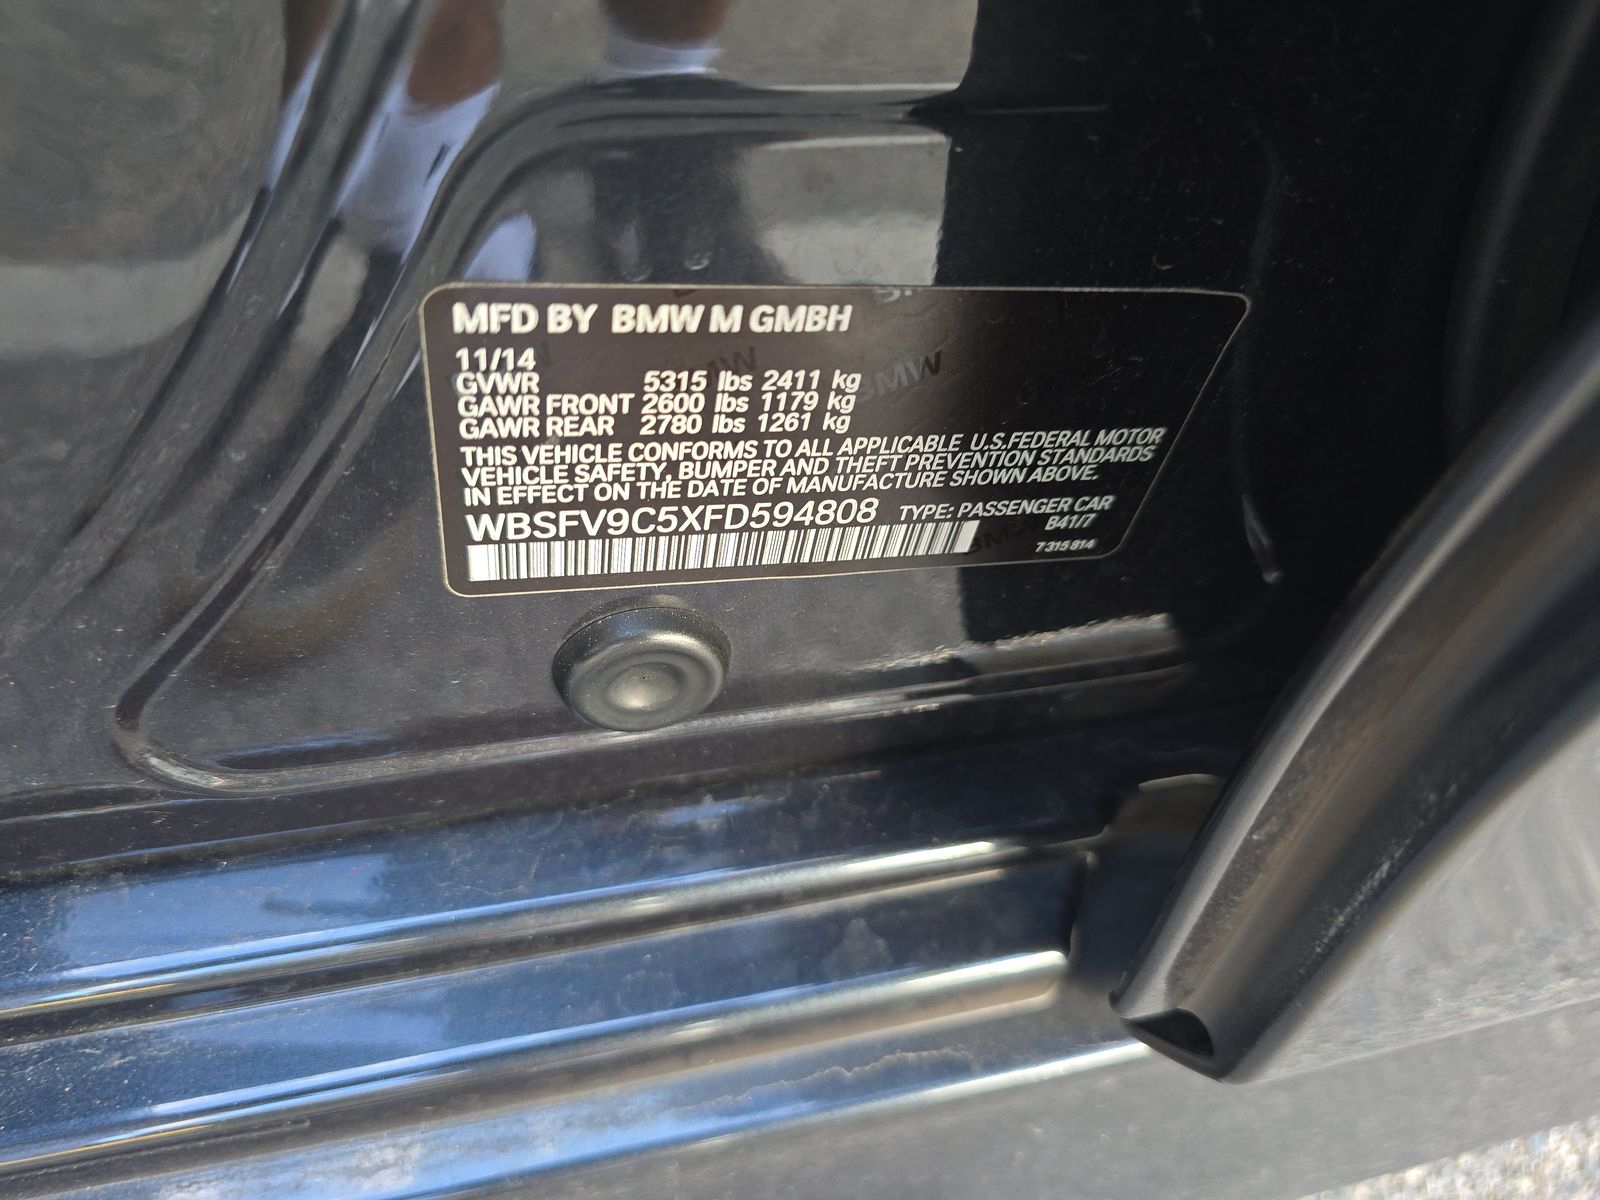 MFD BY BMW M GMBH
11/14
GVWR 5315 lbs 2411 kg
GAWR FRONT 2600 lbs 1179 kg
GAWR REAR 2780 lbs 1261 kg
THIS VEHICLE CONFORMS TO ALL APPLICABLE U.S.FEDERAL MOTOR
VEHICLE SAFETY, BUMPER AND THEFT PREVENTION STANDARDS
IN EFFECT ON THE DATE OF MANUFACTURE SHOWN ABOVE.
WBSFV9C5XFD594808 TYPE: PASSENGER CAR
B41/7
7 315 814